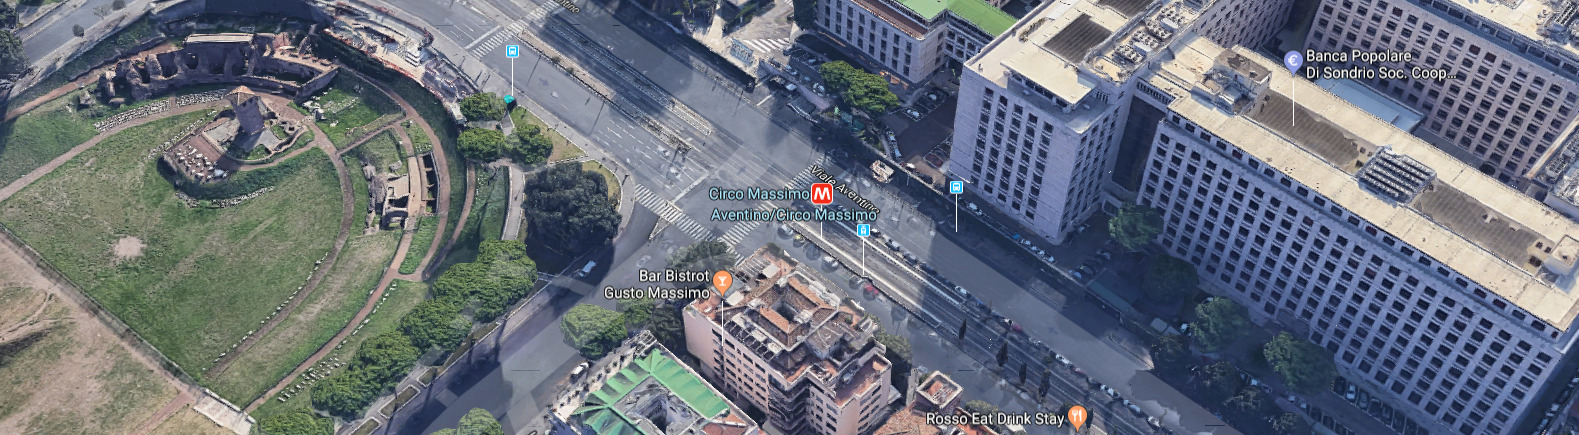 Banca Popolare
Di Sondrio Soc. Coop...
Viale Aventino
Circo Massimo
M
Aventino/Circo Massimo
Bar Bistrot
Gusto Massimo
Rosso Eat Drink Stay